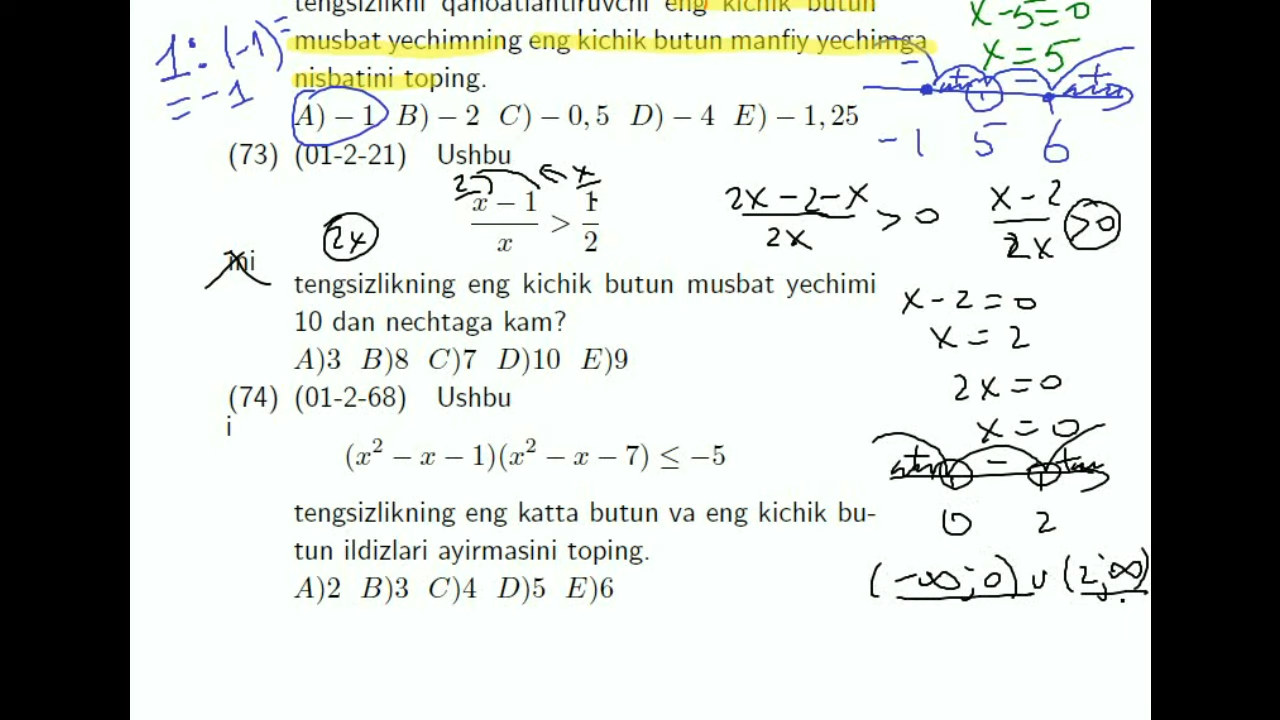 tengsizlikni qanoatlantiruvchi eng kichik butun
musbat yechimning eng kichik butun manfiy yechimga
nisbatini toping.
A) − 1 B) − 2 C) − 0, 5 D) − 4 E) − 1, 25
1 : (-1) =
= -1
x - 5 = 0
x = 5
- + - +
-1 5 6
(73) (01-2-21) Ushbu
2 x
(x − 1)/x > 1/2
2x
(2x - 2 - x)/2x > 0
(x - 2)/2x > 0
ni
tengsizlikning eng kichik butun musbat yechimi
10 dan nechtaga kam?
A)3 B)8 C)7 D)10 E)9
x - 2 = 0
x = 2
2x = 0
x = 0
+ - +
0 2
(-∞; 0) ∪ (2; ∞)
(74) (01-2-68) Ushbu
i
(x² − x − 1)(x² − x − 7) ≤ −5
tengsizlikning eng katta butun va eng kichik bu-
tun ildizlari ayirmasini toping.
A)2 B)3 C)4 D)5 E)6